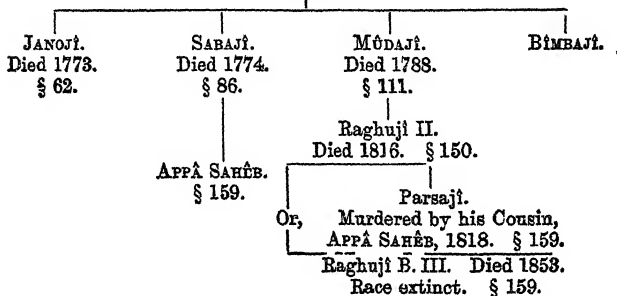 JANOJÎ. SABAJÎ. MÛDAJÎ. BÎMBAJÎ.
Died 1773. Died 1774. Died 1788.
§ 62. § 86. § 111.
Raghujî II.
Died 1816. § 150.
APPÂ SAHÊB.
§ 159.
Parsajî.
Or, Murdered by his Cousin,
APPÂ SAHÊB, 1818. § 159.
Raghujî B. III. Died 1853.
Race extinct. § 159.